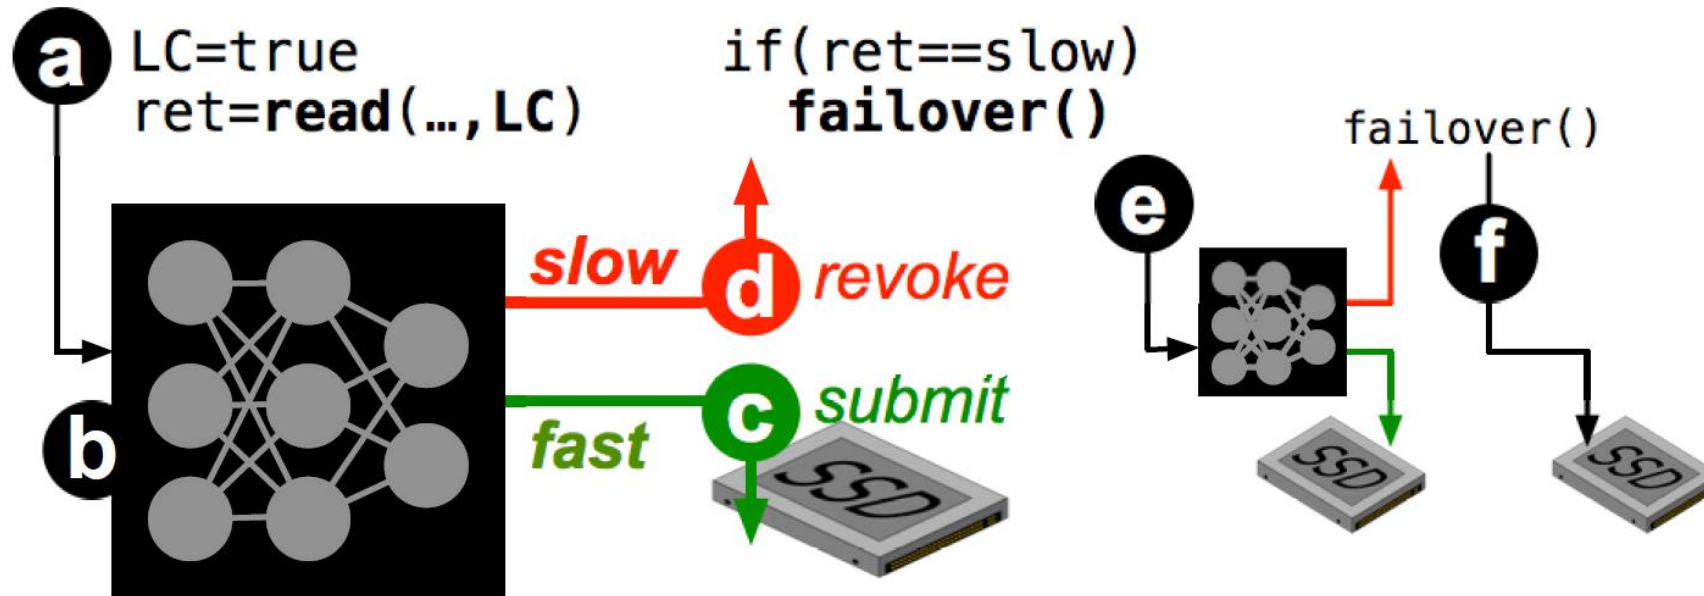 a
LC=true
ret=read(…,LC)
if(ret==slow)
failover()
b
slow
d
revoke
fast
c
submit
SSD
e
failover()
f
SSD
SSD